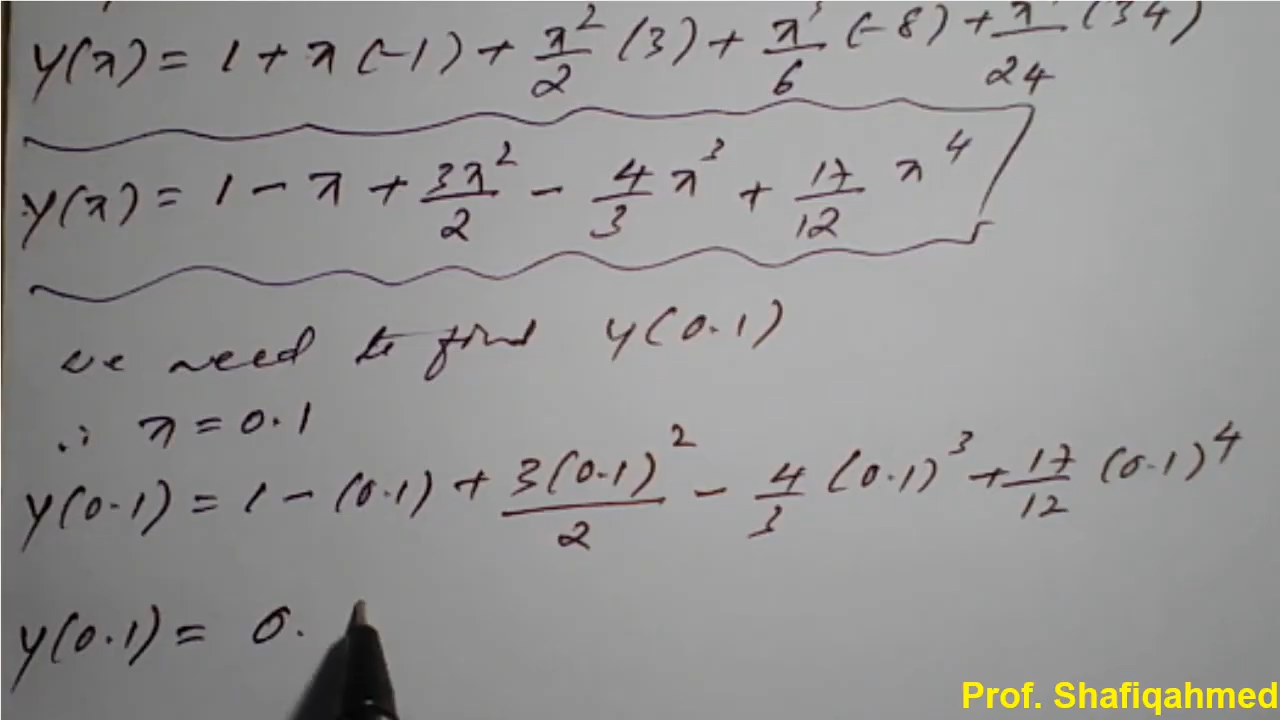 y(x) = 1 + x (-1) + x²/2 (3) + x³/6 (-8) + x⁴/24 (34)
y(x) = 1 - x + 3x²/2 - 4/3 x³ + 17/12 x⁴
we need to find y(0.1)
∴ x = 0.1
y(0.1) = 1 - (0.1) + 3(0.1)²/2 - 4/3 (0.1)³ + 17/12 (0.1)⁴
y(0.1) = 0.
Prof. Shafiqahmed